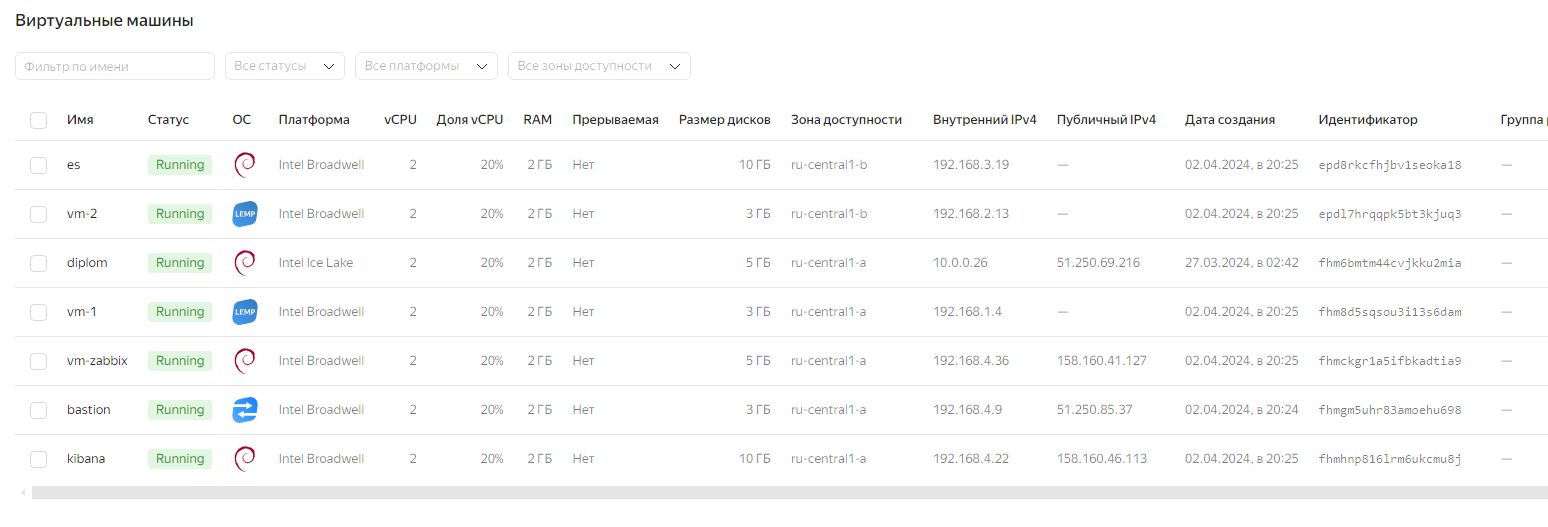 Виртуальные машины
Фильтр по имени Все статусы Все платформы Все зоны доступности
Имя Статус ОС Платформа vCPU Доля vCPU RAM Прерываемая Размер дисков Зона доступности Внутренний IPv4 Публичный IPv4 Дата создания Идентификатор Группа
es Running Intel Broadwell 2 20% 2 ГБ Нет 10 ГБ ru-central1-b 192.168.3.19 — 02.04.2024, в 20:25 epd8rkcfhjbv1seoka18 —
vm-2 Running LEMP Intel Broadwell 2 20% 2 ГБ Нет 3 ГБ ru-central1-b 192.168.2.13 — 02.04.2024, в 20:25 epdl7hrqqpk5bt3kjuq3 —
diplom Running Intel Ice Lake 2 20% 2 ГБ Нет 5 ГБ ru-central1-a 10.0.0.26 51.250.69.216 27.03.2024, в 02:42 fhm6bmtm44cvjkku2mia —
vm-1 Running LEMP Intel Broadwell 2 20% 2 ГБ Нет 3 ГБ ru-central1-a 192.168.1.4 — 02.04.2024, в 20:25 fhm8d5sqsou3i13s6dam —
vm-zabbix Running Intel Broadwell 2 20% 2 ГБ Нет 5 ГБ ru-central1-a 192.168.4.36 158.160.41.127 02.04.2024, в 20:25 fhmckgr1a5ifbkadtia9 —
bastion Running Intel Broadwell 2 20% 2 ГБ Нет 3 ГБ ru-central1-a 192.168.4.9 51.250.85.37 02.04.2024, в 20:24 fhmgm5uhr83amoehu698 —
kibana Running Intel Broadwell 2 20% 2 ГБ Нет 10 ГБ ru-central1-a 192.168.4.22 158.160.46.113 02.04.2024, в 20:25 fhmhnp816lrm6ukcmu8j —